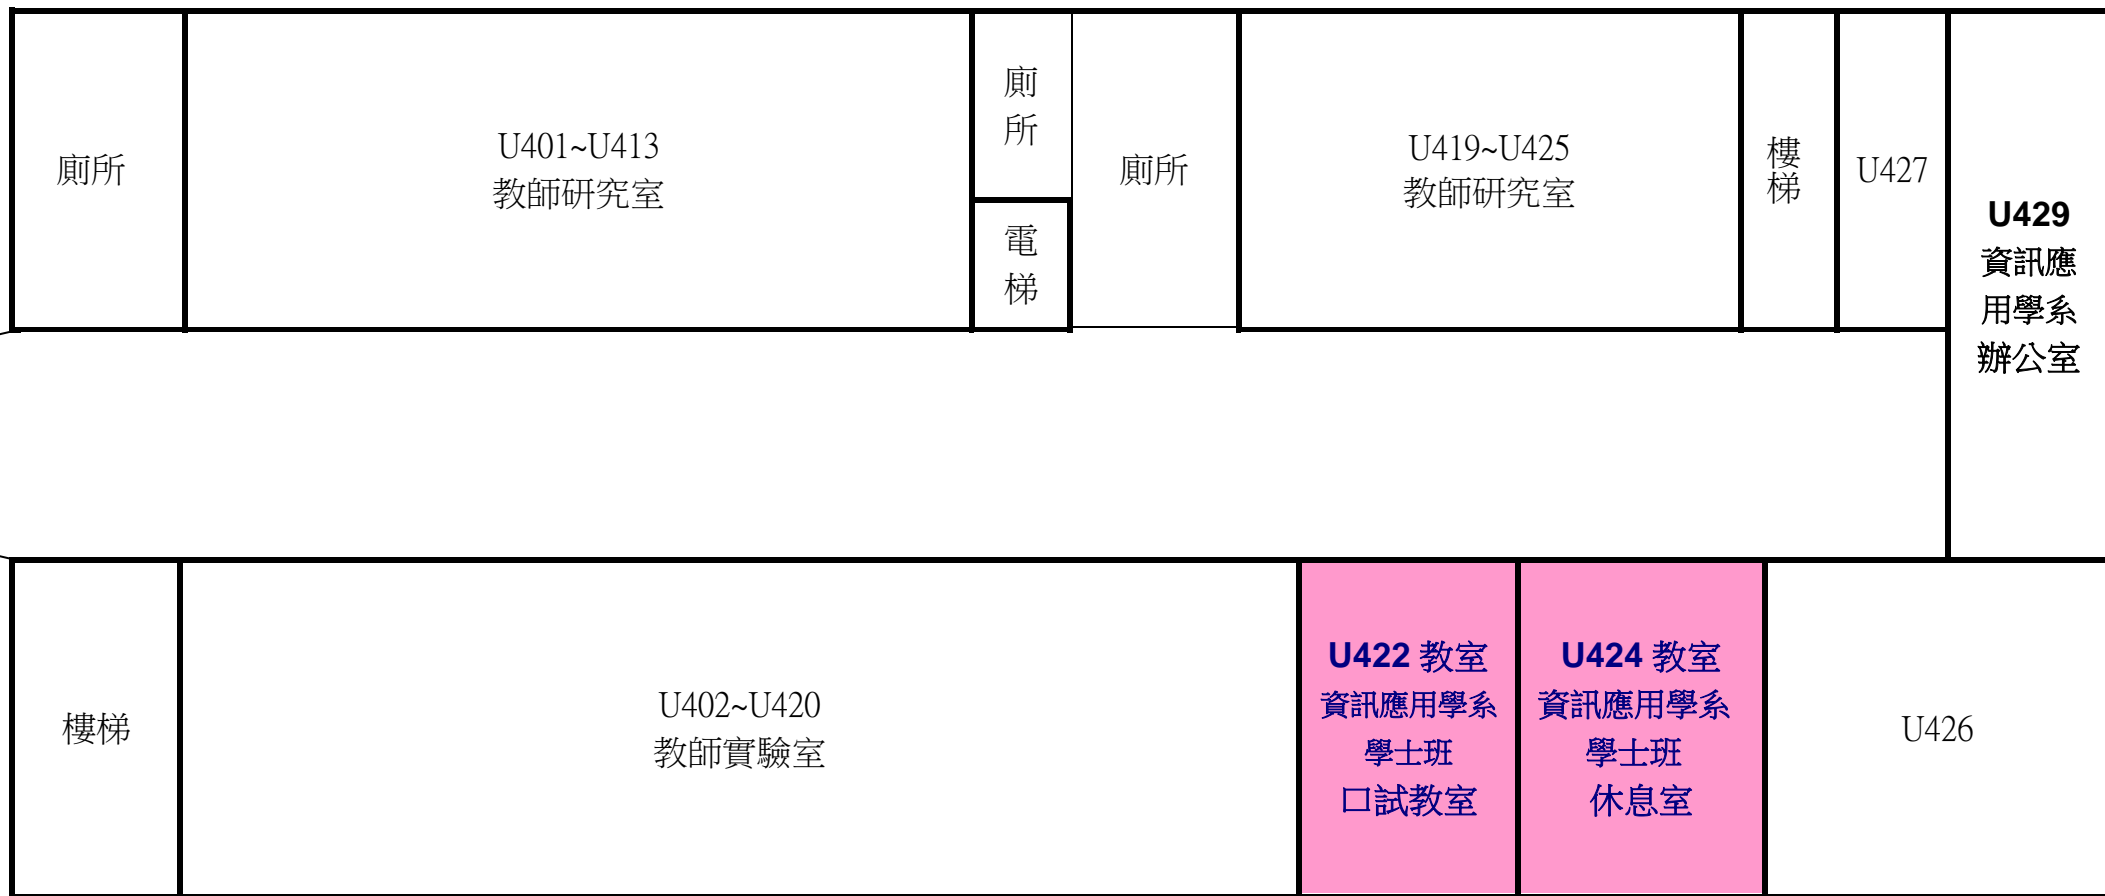 廁所
U401~U413
教師研究室
廁
所
電
梯
廁所
U419~U425
教師研究室
樓
梯
U427
U429
資訊應
用學系
辦公室
樓梯
U402~U420
教師實驗室
U422 教室
資訊應用學系
學士班
口試教室
U424 教室
資訊應用學系
學士班
休息室
U426